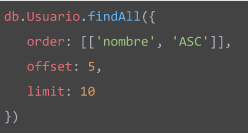 db.Usuario.findAll({
order: [['nombre', 'ASC']],
offset: 5,
limit: 10
})